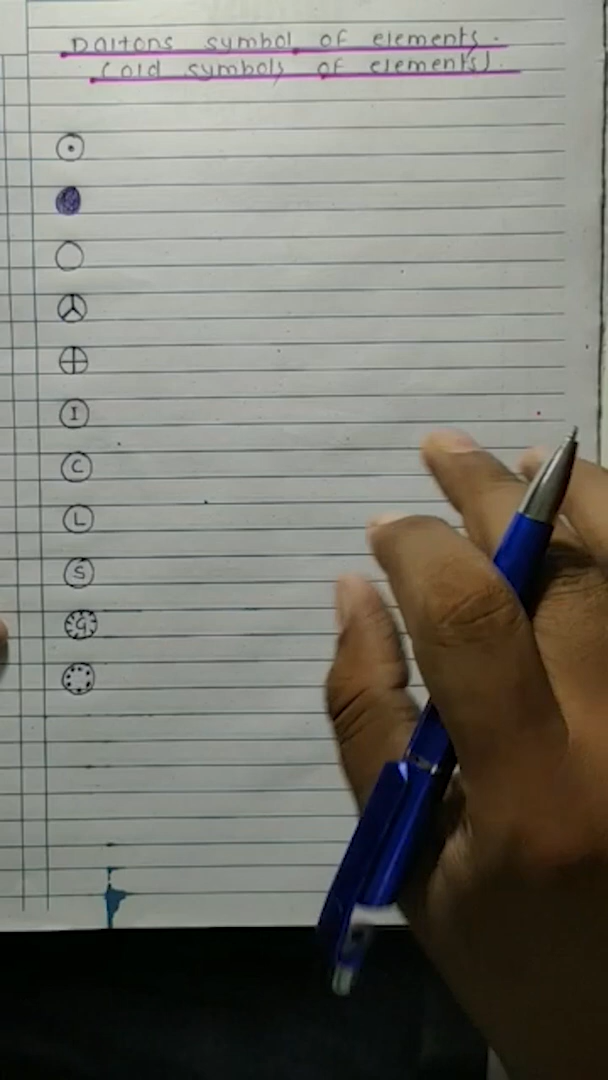 Daltons symbol of elements.
(old symbols of elements).
I
C
L
S
G